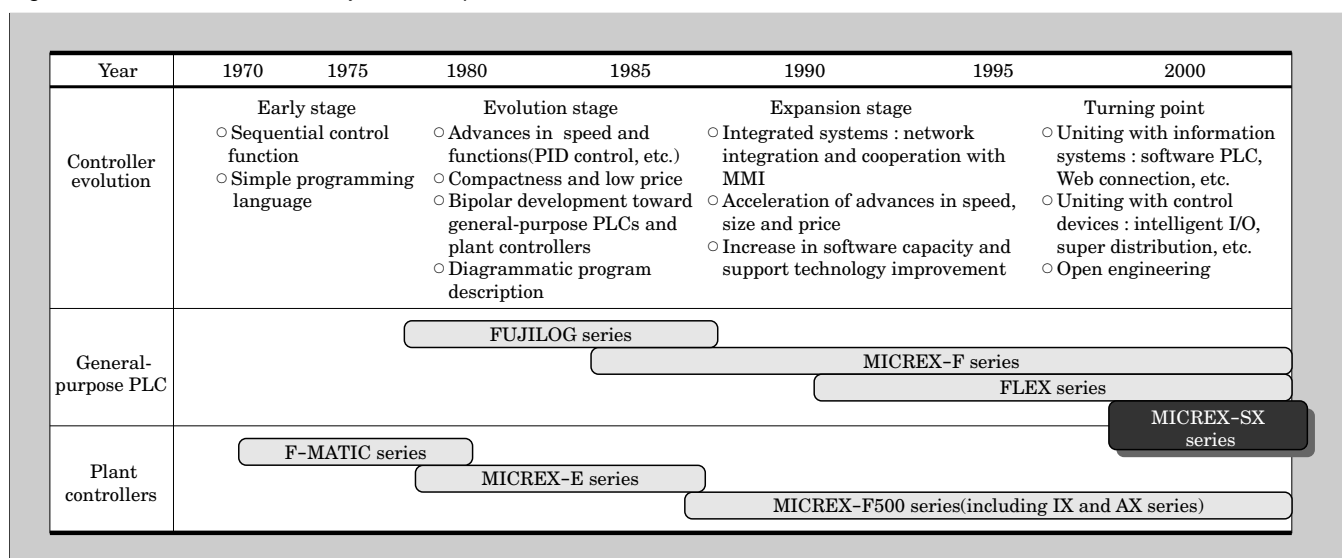 Year 1970 1975 1980 1985 1990 1995 2000
Controller
evolution
Early stage
○ Sequential control
function
○ Simple programming
language
Evolution stage
○ Advances in speed and
functions(PID control, etc.)
○ Compactness and low price
○ Bipolar development toward
general-purpose PLCs and
plant controllers
○ Diagrammatic program
description
Expansion stage
○ Integrated systems : network
integration and cooperation with
MMI
○ Acceleration of advances in speed,
size and price
○ Increase in software capacity and
support technology improvement
Turning point
○ Uniting with information
systems : software PLC,
Web connection, etc.
○ Uniting with control
devices : intelligent I/O,
super distribution, etc.
○ Open engineering
General-
purpose PLC
FUJILOG series
MICREX-F series
FLEX series
MICREX-SX
series
Plant
controllers
F-MATIC series
MICREX-E series
MICREX-F500 series(including IX and AX series)